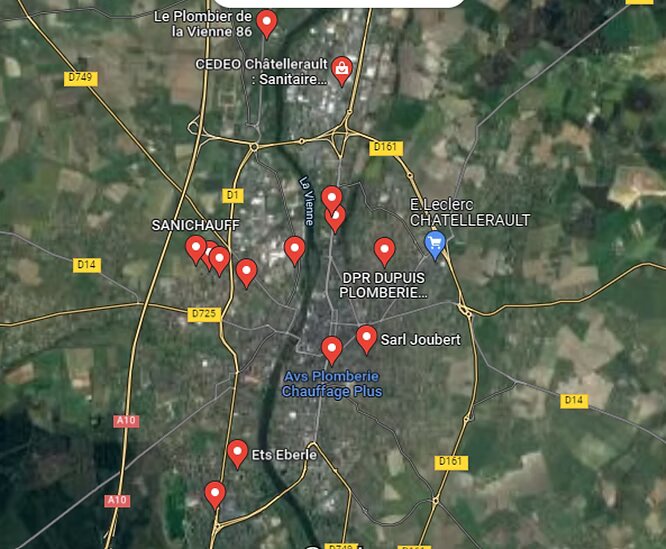 Le Plombier de
la Vienne 86
CEDEO Châtellerault
: Sanitaire...
D749
D161
La Vienne
D1
E.Leclerc
CHATELLERAULT
SANICHAUFF
D14
DPR DUPUIS
PLOMBERIE...
D725
Sarl Joubert
Avs Plomberie
Chauffage Plus
D14
A10
Ets Eberle
D161
A10